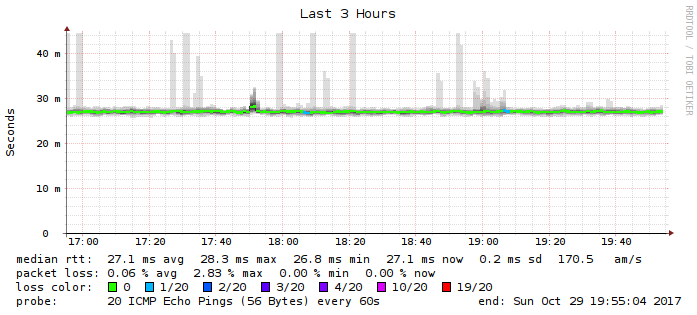 Last 3 Hours
RRDTOOL / TOBI OETIKER
Seconds
40 m
30 m
20 m
10 m
0
17:00 17:20 17:40 18:00 18:20 18:40 19:00 19:20 19:40
median rtt: 27.1 ms avg 28.3 ms max 26.8 ms min 27.1 ms now 0.2 ms sd 170.5 am/s
packet loss: 0.06 % avg 2.83 % max 0.00 % min 0.00 % now
loss color: 0 1/20 2/20 3/20 4/20 10/20 19/20
probe: 20 ICMP Echo Pings (56 Bytes) every 60s end: Sun Oct 29 19:55:04 2017